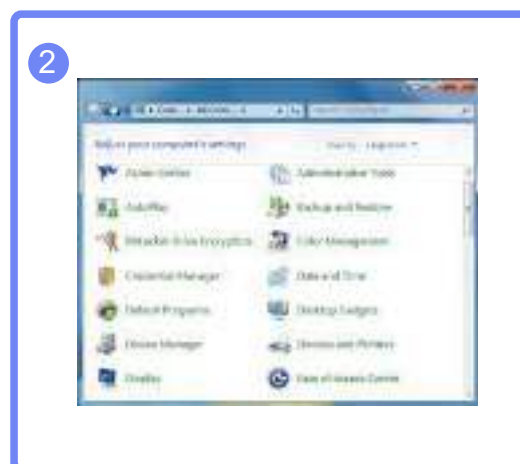 2
Adjust your computer's settings
View by: Large icons
Action Center
Administrative Tools
AutoPlay
Backup and Restore
BitLocker Drive Encryption
Color Management
Credential Manager
Date and Time
Default Programs
Desktop Gadgets
Device Manager
Devices and Printers
Display
Ease of Access Center